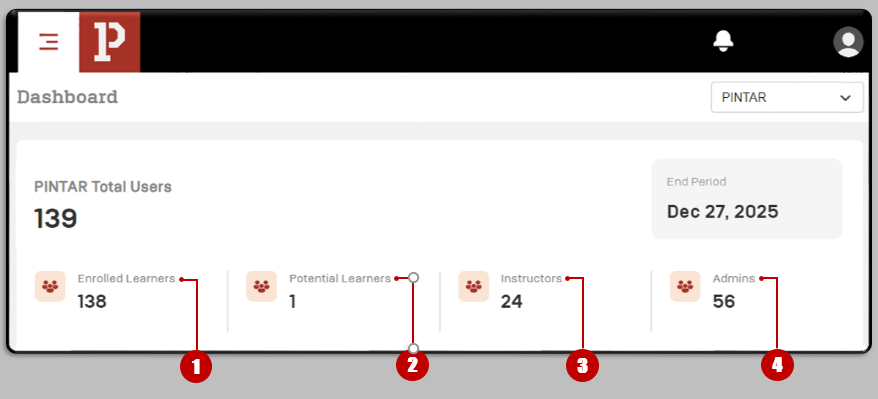 P
Dashboard
PINTAR
PINTAR Total Users
139
End Period
Dec 27, 2025
Enrolled Learners
138
Potential Learners
1
Instructors
24
Admins
56
1
2
3
4